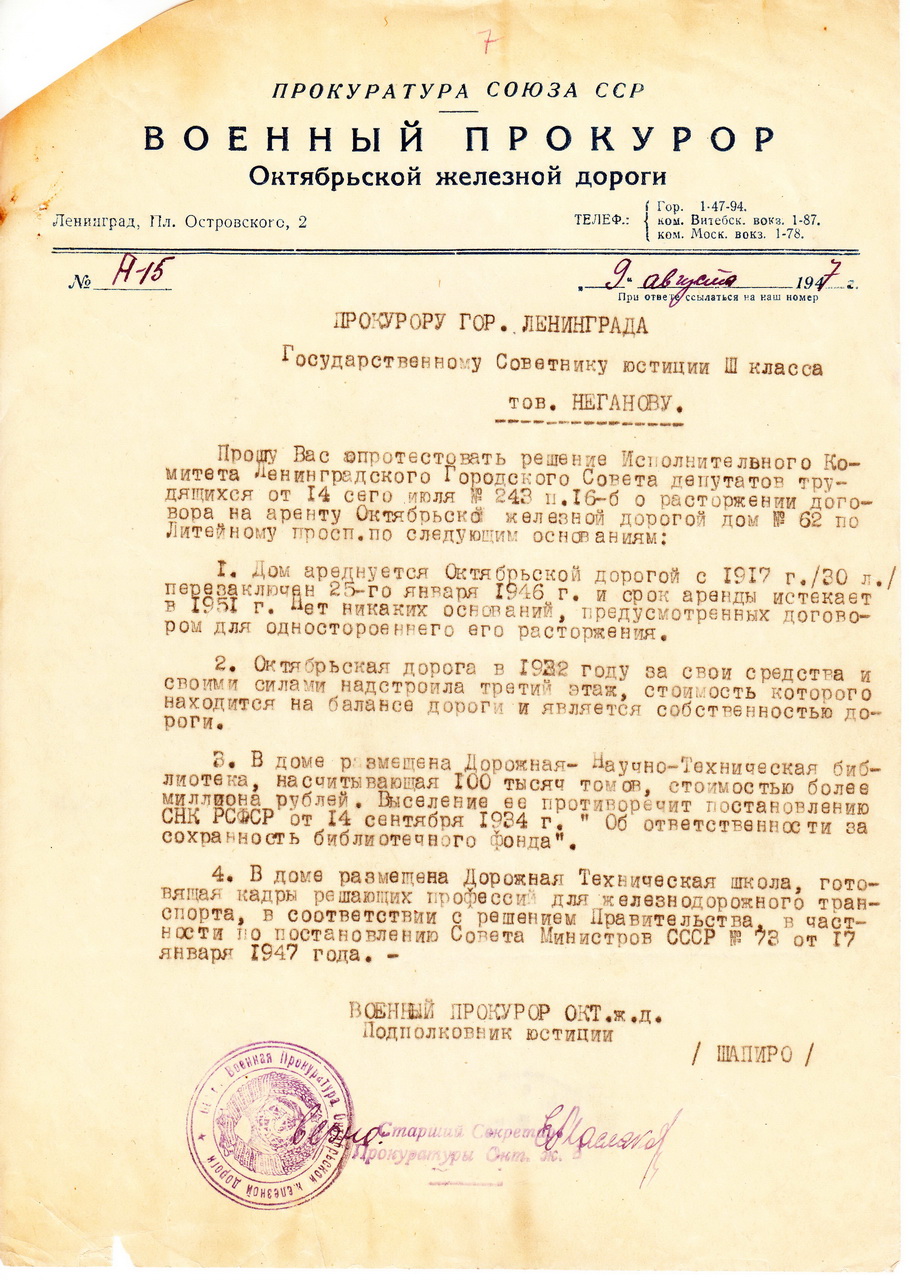 7
ПРОКУРАТУРА СОЮЗА ССР
ВОЕННЫЙ ПРОКУРОР
Октябрьской железной дороги
Ленинград, Пл. Островского, 2
ТЕЛЕФ.: { Гор. 1-47-94.
ком. Витебск. вокз. 1-87.
ком. Моск. вокз. 1-78.
№ А-15
„ 9 " августа 1947 г.
При ответе ссылаться на наш номер
ПРОКУРОРУ ГОР. ЛЕНИНГРАДА
Государственному Советнику юстиции Ш класса
тов. НЕГАНОВУ.
Прошу Вас опротестовать решение Исполнительного Ко-
митета Ленинградского Городского Совета депутатов тру-
дящихся от 14 сего июля № 243 п.16-б о расторжении дого-
вора на аренту Октябрьской железной дорогой дом № 62 по
Литейному просп.по следующим основаниям:
1. Дом ареднуется Октябрьской дорогой с 1917 г./30 л./
перезаключен 25-го января 1946 г. и срок аренды истекает
в 1951 г. Нет никаких оснований, предусмотренных догово-
ром для одностороеннего его расторжения.
2. Октябрьская дорога в 1932 году за свои средства и
своими силами надстроила третий этаж, стоимость которого
находится на балансе дороги и является собственностью до-
роги.
3. В доме размещена Дорожная- Научно-Техническая биб-
лиотека, насчитывающая 100 тысяч томов, стоимостью более
миллиона рублей. Выселение ее противоречит постановлению
СНК РСФСР от 14 сентября 1934 г. " Об ответственности за
сохранность библиотечного фонда".
4. В доме размещена Дорожная Техническая школа, гото-
вящая кадры решающих профессий для железнодорожного тран-
спорта, в соответствии с решением Правительства, в част-
ности по постановлению Совета Министров СССР № 73 от 17
января 1947 года. -
ВОЕННЫЙ ПРОКУРОР ОКТ.ж.д.
Подполковник юстиции
/ ШАПИРО /
Военная Прокуратура Октябрьской железной дороги
верно:
Старший Секретарь
Прокуратуры Окт. ж. д